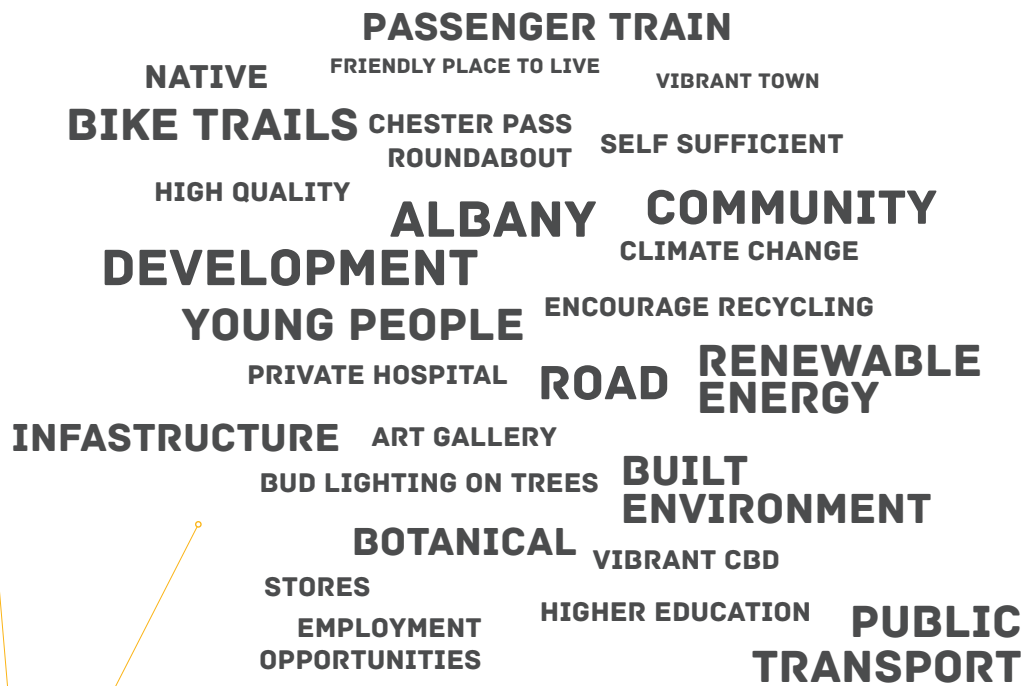 PASSENGER TRAIN
FRIENDLY PLACE TO LIVE
NATIVE
VIBRANT TOWN
BIKE TRAILS
CHESTER PASS
ROUNDABOUT
SELF SUFFICIENT
HIGH QUALITY
ALBANY
COMMUNITY
CLIMATE CHANGE
DEVELOPMENT
YOUNG PEOPLE
ENCOURAGE RECYCLING
PRIVATE HOSPITAL
ROAD
RENEWABLE
ENERGY
INFASTRUCTURE
ART GALLERY
BUD LIGHTING ON TREES
BUILT
ENVIRONMENT
BOTANICAL
VIBRANT CBD
STORES
HIGHER EDUCATION
EMPLOYMENT
OPPORTUNITIES
PUBLIC
TRANSPORT